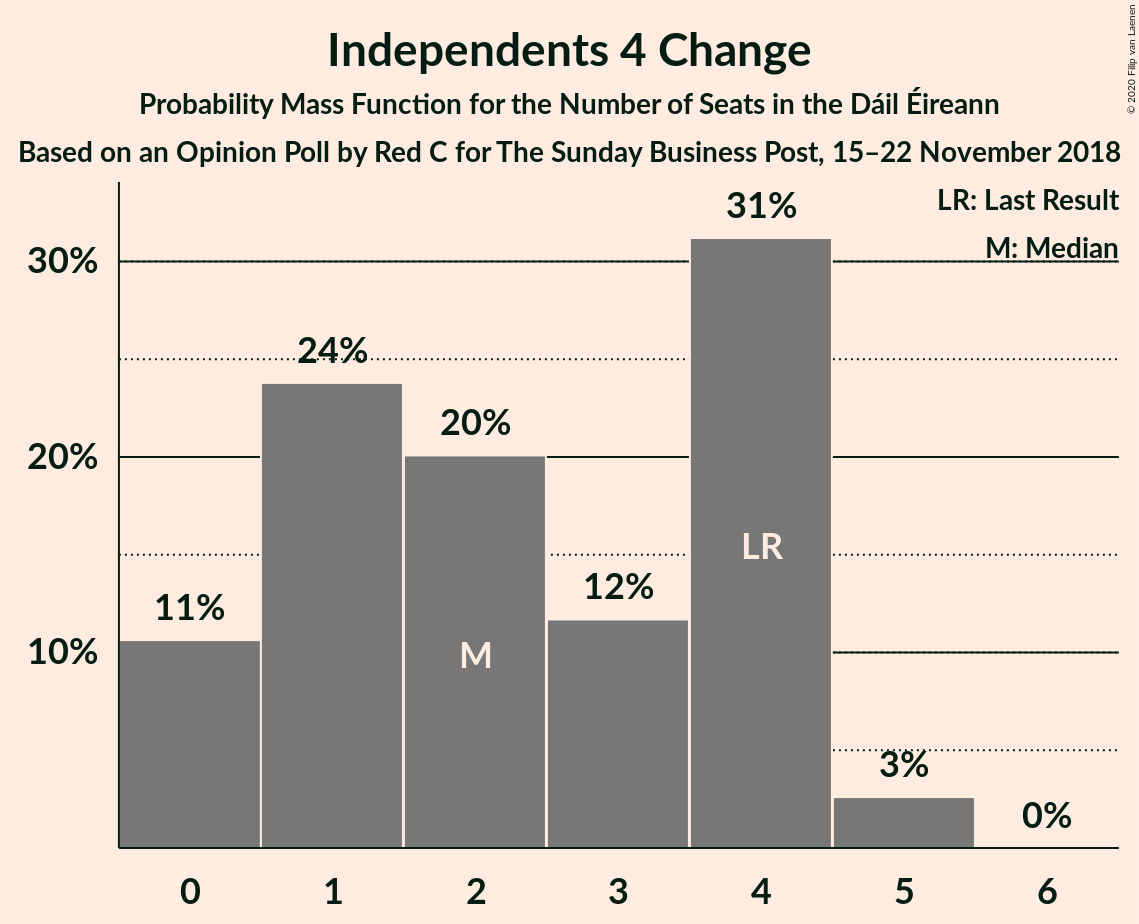 Independents 4 Change
Probability Mass Function for the Number of Seats in the Dáil Éireann
Based on an Opinion Poll by Red C for The Sunday Business Post, 15–22 November 2018
© 2020 Filip van Laenen
LR: Last Result
M: Median
31%
30%
24%
20%
20%
LR
12%
11%
10%
M
3%
0%
0 1 2 3 4 5 6